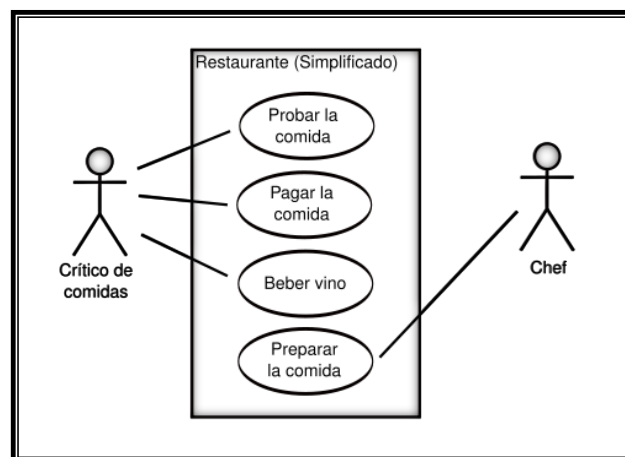 Restaurante (Simplificado)
Probar la
comida
Pagar la
comida
Beber vino
Preparar
la comida
Crítico de
comidas
Chef